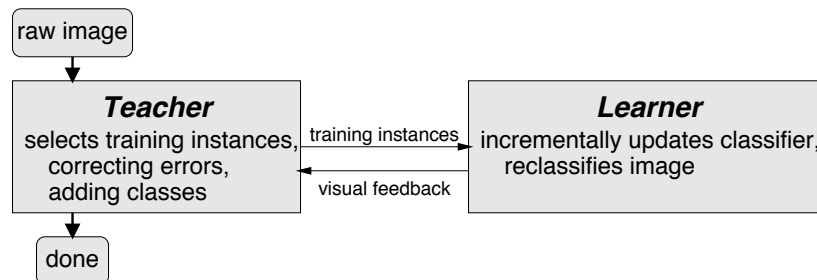 raw image
Teacher
selects training instances,
correcting errors,
adding classes
training instances
visual feedback
Learner
incrementally updates classifier,
reclassifies image
done